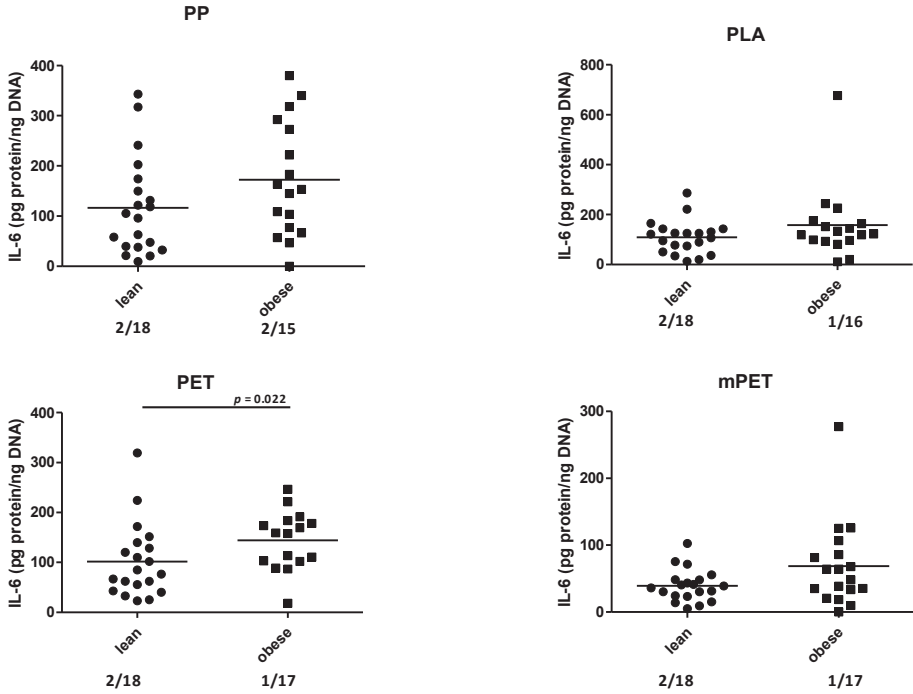 PP
IL-6 (pg protein/ng DNA)
400
300
200
100
0
lean
obese
2/18
2/15
PLA
IL-6 (pg protein/ng DNA)
800
600
400
200
0
lean
obese
2/18
1/16
PET
p = 0.022
IL-6 (pg protein/ng DNA)
400
300
200
100
0
lean
obese
2/18
1/17
mPET
IL-6 (pg protein/ng DNA)
300
200
100
0
lean
obese
2/18
1/17